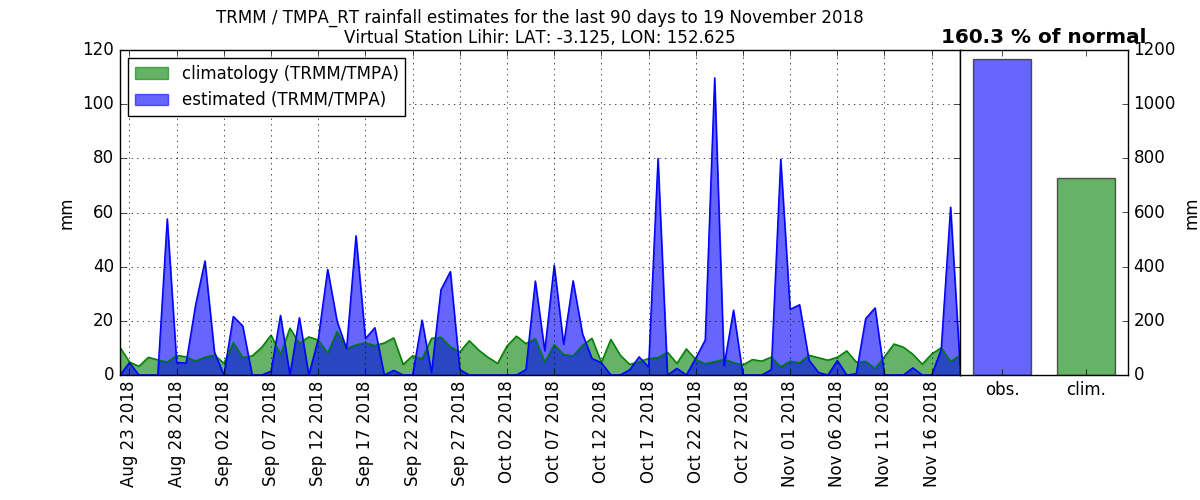 TRMM / TMPA_RT rainfall estimates for the last 90 days to 19 November 2018
Virtual Station Lihir: LAT: -3.125, LON: 152.625
160.3 % of normal
climatology (TRMM/TMPA)
estimated (TRMM/TMPA)
120
100
80
60
40
20
0
mm
1200
1000
800
600
400
200
0
mm
Aug 23 2018
Aug 28 2018
Sep 02 2018
Sep 07 2018
Sep 12 2018
Sep 17 2018
Sep 22 2018
Sep 27 2018
Oct 02 2018
Oct 07 2018
Oct 12 2018
Oct 17 2018
Oct 22 2018
Oct 27 2018
Nov 01 2018
Nov 06 2018
Nov 11 2018
Nov 16 2018
obs.
clim.